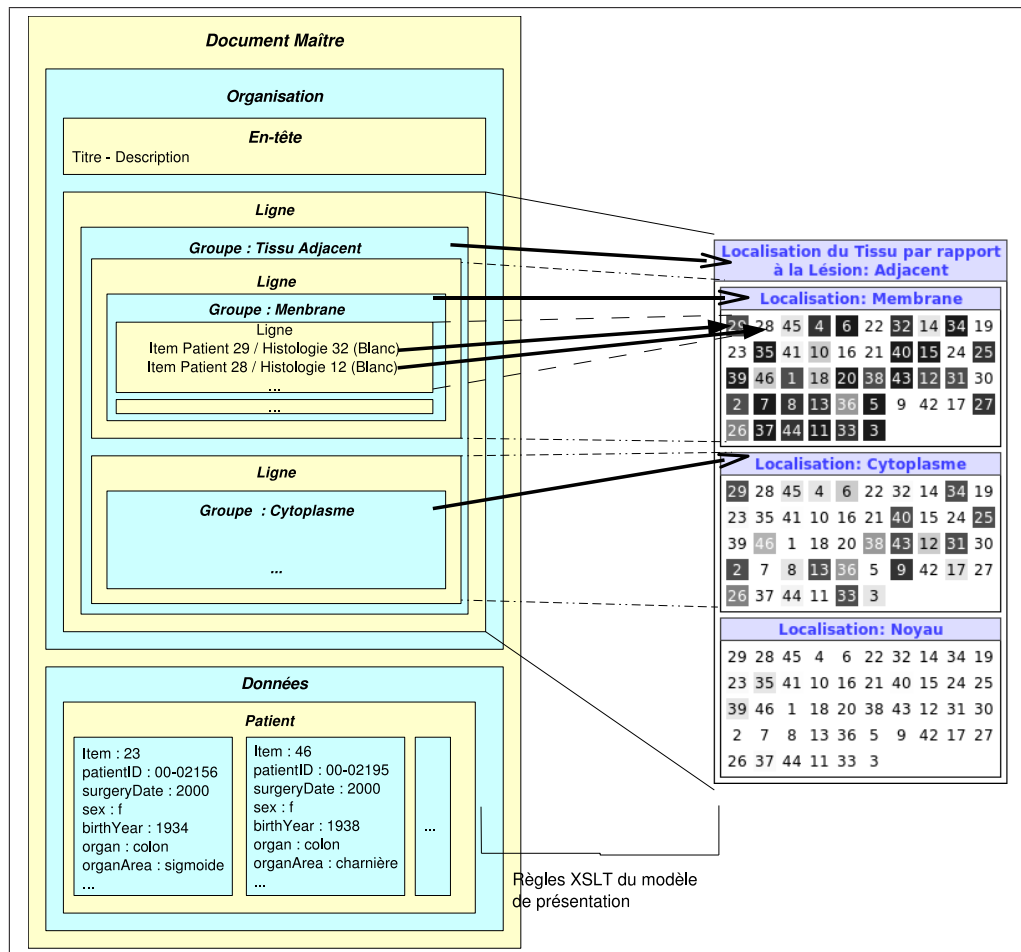 Document Maître
Organisation
En-tête
Titre - Description
Ligne
Groupe : Tissu Adjacent
Ligne
Groupe : Menbrane
Ligne
Item Patient 29 / Histologie 32 (Blanc)
Item Patient 28 / Histologie 12 (Blanc)
...
...
Ligne
Groupe : Cytoplasme
...
Données
Patient
Item : 23
patientID : 00-02156
surgeryDate : 2000
sex : f
birthYear : 1934
organ : colon
organArea : sigmoide
...
Item : 46
patientID : 00-02195
surgeryDate : 2000
sex : f
birthYear : 1938
organ : colon
organArea : charnière
...
...
Localisation du Tissu par rapport
à la Lésion: Adjacent
Localisation: Membrane
29 28 45 4 6 22 32 14 34 19
23 35 41 10 16 21 40 15 24 25
39 46 1 18 20 38 43 12 31 30
2 7 8 13 36 5 9 42 17 27
26 37 44 11 33 3
Localisation: Cytoplasme
29 28 45 4 6 22 32 14 34 19
23 35 41 10 16 21 40 15 24 25
39 46 1 18 20 38 43 12 31 30
2 7 8 13 36 5 9 42 17 27
26 37 44 11 33 3
Localisation: Noyau
29 28 45 4 6 22 32 14 34 19
23 35 41 10 16 21 40 15 24 25
39 46 1 18 20 38 43 12 31 30
2 7 8 13 36 5 9 42 17 27
26 37 44 11 33 3
Règles XSLT du modèle
de présentation